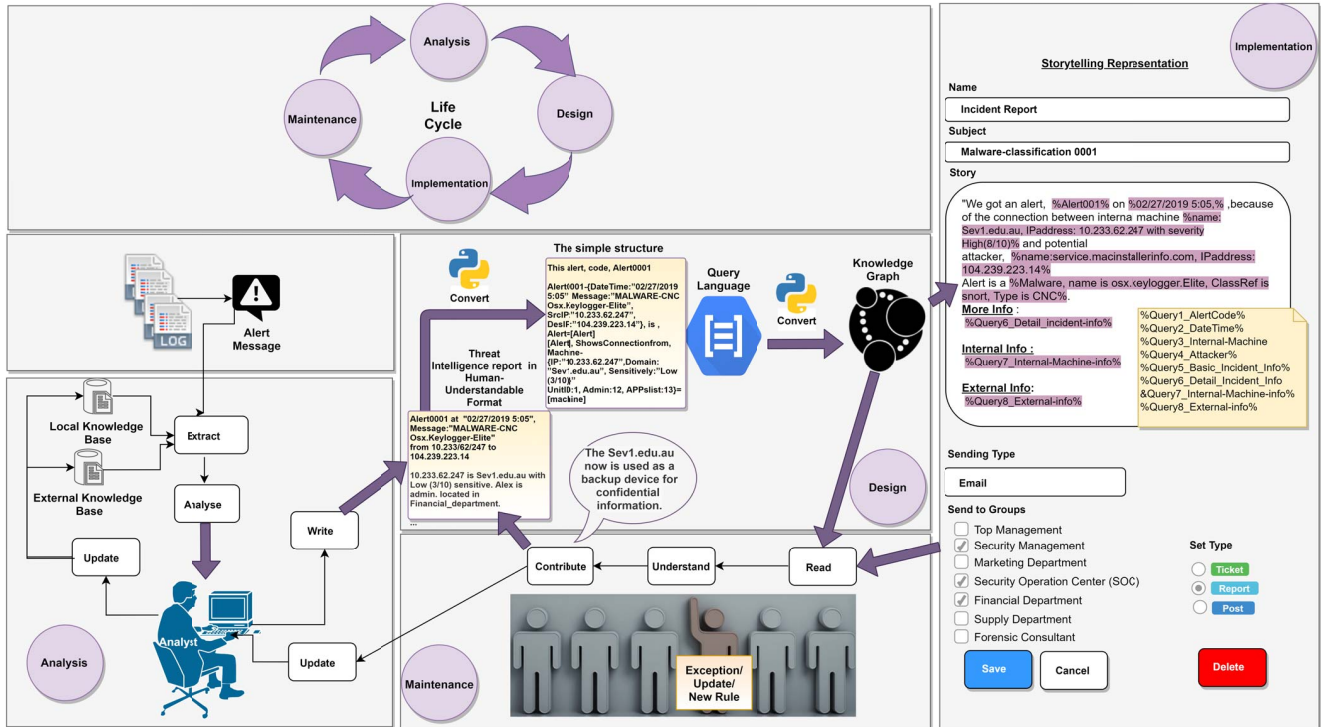 Analysis
Design
Implementation
Maintenance
Life
Cycle
LOG
Alert
Message
Local Knowledge
Base
External Knowledge
Base
Extract
Analyse
Update
Write
Analyst
Update
Analysis
The simple structure
Convert
This alert, code, Alert0001
Alert0001-{DateTime:"02/27/2019
5:05" Message:"MALWARE-CNC
Osx.Keylogger-Elite",
SrcIP:"10.233.62.247",
DesIP:"104.239.223.14"}, is ,
Alert=[Alert]
[Alert], ShowsConnectionfrom,
Machine-
{IP:"10.233.62.247",Domain:
"Sev1.edu.au", Sensitively:"Low
(3/10)"
UnitID:1, Admin:12, APPslist:13}=
[machine]
Query
Language
Convert
Knowledge
Graph
Threat
Intelligence report in
Human-
Understandable
Format
Alert0001 at "02/27/2019 5:05",
Message:"MALWARE-CNC
Osx.Keylogger-Elite"
from 10.233/62/247 to
104.239.223.14
10.233.62.247 is Sev1.edu.au with
Low (3/10) sensitive. Alex is
admin. located in
Financial_department.
...
The Sev1.edu.au
now is used as a
backup device for
confidential
information.
Design
Contribute
Understand
Read
Exception/
Update/
New Rule
Maintenance
Implementation
Storytelling Representation
Name
Incident Report
Subject
Malware-classification 0001
Story
"We got an alert, %Alert001% on %02/27/2019 5:05,% ,because
of the connection between interna machine %name:
Sev1.edu.au, IPaddress: 10.233.62.247 with severity
High(8/10)% and potential
attacker, %name:service.macinstallerinfo.com, IPaddress:
104.239.223.14%
Alert is a %Malware, name is osx.keylogger.Elite, ClassRef is
snort, Type is CNC%.
More Info :
%Query6_Detail_incident-info%
Internal Info :
%Query7_Internal-Machine-info%
External Info:
%Query8_External-info%
%Query1_AlertCode%
%Query2_DateTime%
%Query3_Internal-Machine
%Query4_Attacker%
%Query5_Basic_Incident_Info%
%Query6_Detail_Incident_Info
&Query7_Internal-Machine-info%
%Query8_External-info%
Sending Type
Email
Send to Groups
Top Management
Security Management
Marketing Department
Security Operation Center (SOC)
Financial Department
Supply Department
Forensic Consultant
Set Type
Ticket
Report
Post
Save
Cancel
Delete